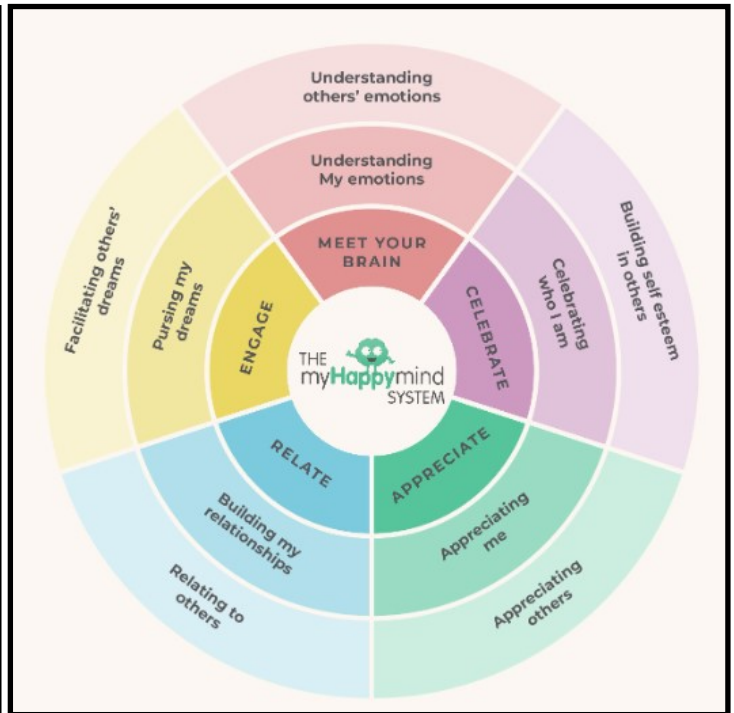 Understanding
others' emotions
Understanding
My emotions
MEET YOUR
BRAIN
Building self esteem
in others
Celebrating
who I am
CELEBRATE
Appreciating
others
Appreciating
me
APPRECIATE
Relating to
others
Building my
relationships
RELATE
Facilitating others'
dreams
Pursing my
dreams
ENGAGE
THE
myHappymind
SYSTEM